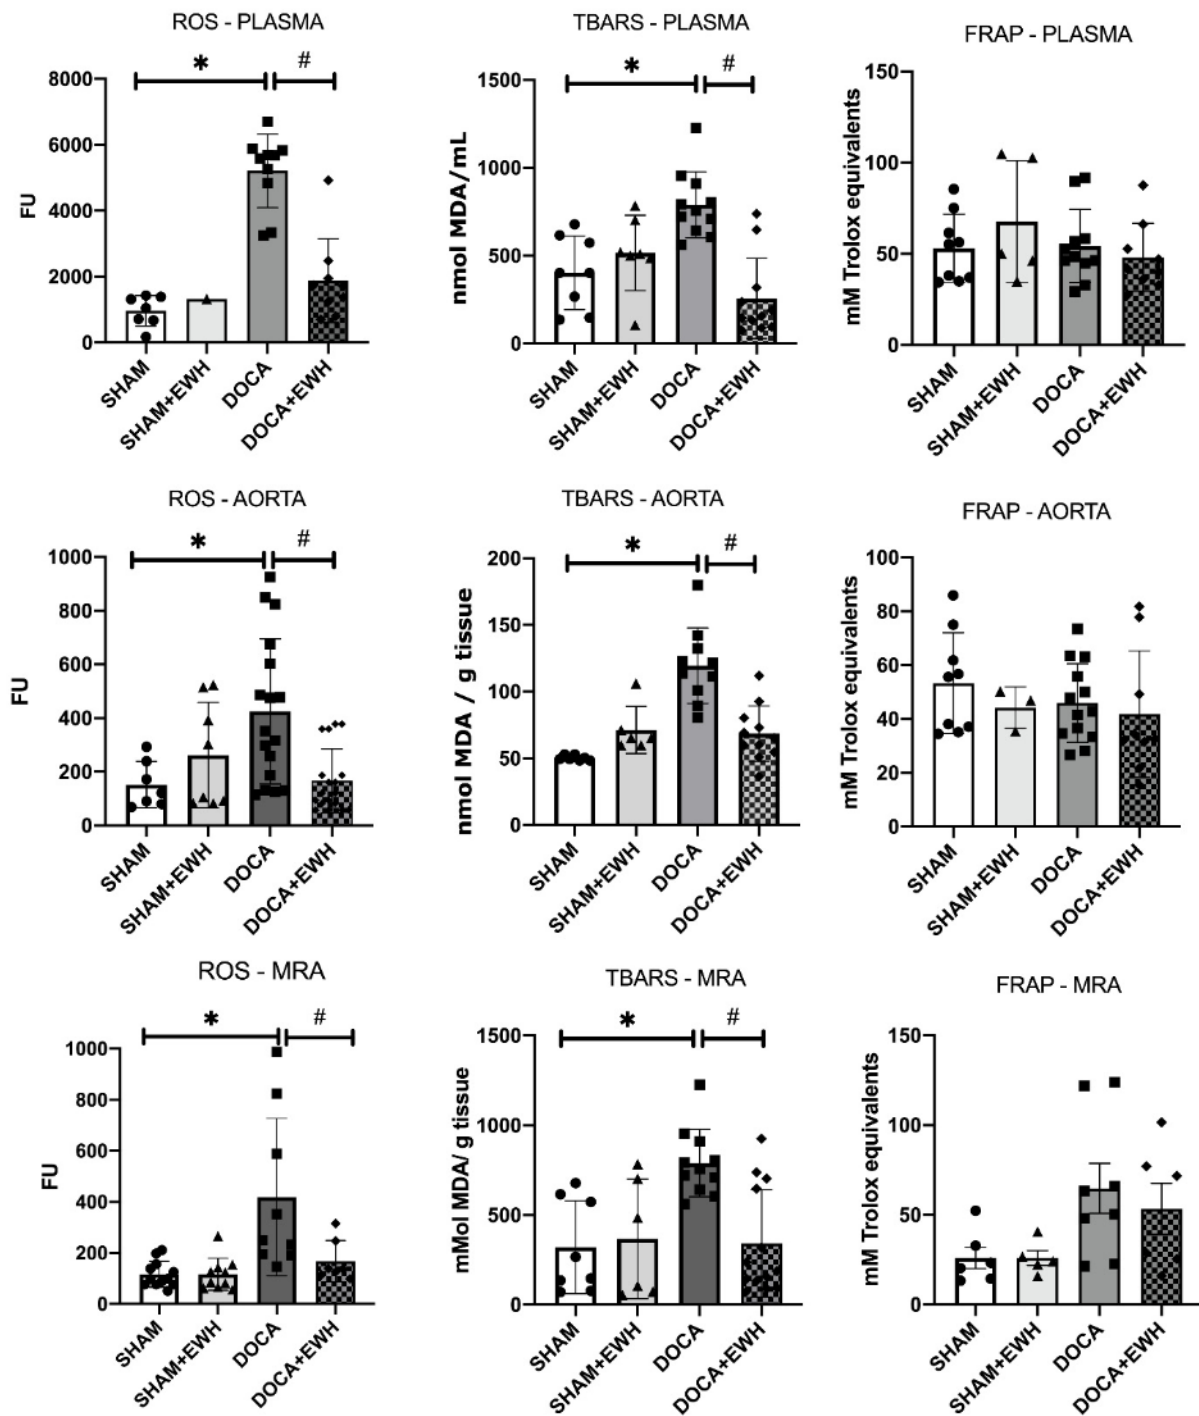 ROS - PLASMA
* #
FU
8000
6000
4000
2000
0
SHAM
SHAM+EWH
DOCA
DOCA+EWH
TBARS - PLASMA
* #
nmol MDA/mL
1500
1000
500
0
SHAM
SHAM+EWH
DOCA
DOCA+EWH
FRAP - PLASMA
mM Trolox equivalents
150
100
50
0
SHAM
SHAM+EWH
DOCA
DOCA+EWH
ROS - AORTA
* #
FU
1000
800
600
400
200
0
SHAM
SHAM+EWH
DOCA
DOCA+EWH
TBARS - AORTA
* #
nmol MDA / g tissue
200
150
100
50
0
SHAM
SHAM+EWH
DOCA
DOCA+EWH
FRAP - AORTA
mM Trolox equivalents
100
80
60
40
20
0
SHAM
SHAM+EWH
DOCA
DOCA+EWH
ROS - MRA
* #
FU
1000
800
600
400
200
0
SHAM
SHAM+EWH
DOCA
DOCA+EWH
TBARS - MRA
* #
mMol MDA/ g tissue
1500
1000
500
0
SHAM
SHAM+EWH
DOCA
DOCA+EWH
FRAP - MRA
mM Trolox equivalents
150
100
50
0
SHAM
SHAM+EWH
DOCA
DOCA+EWH